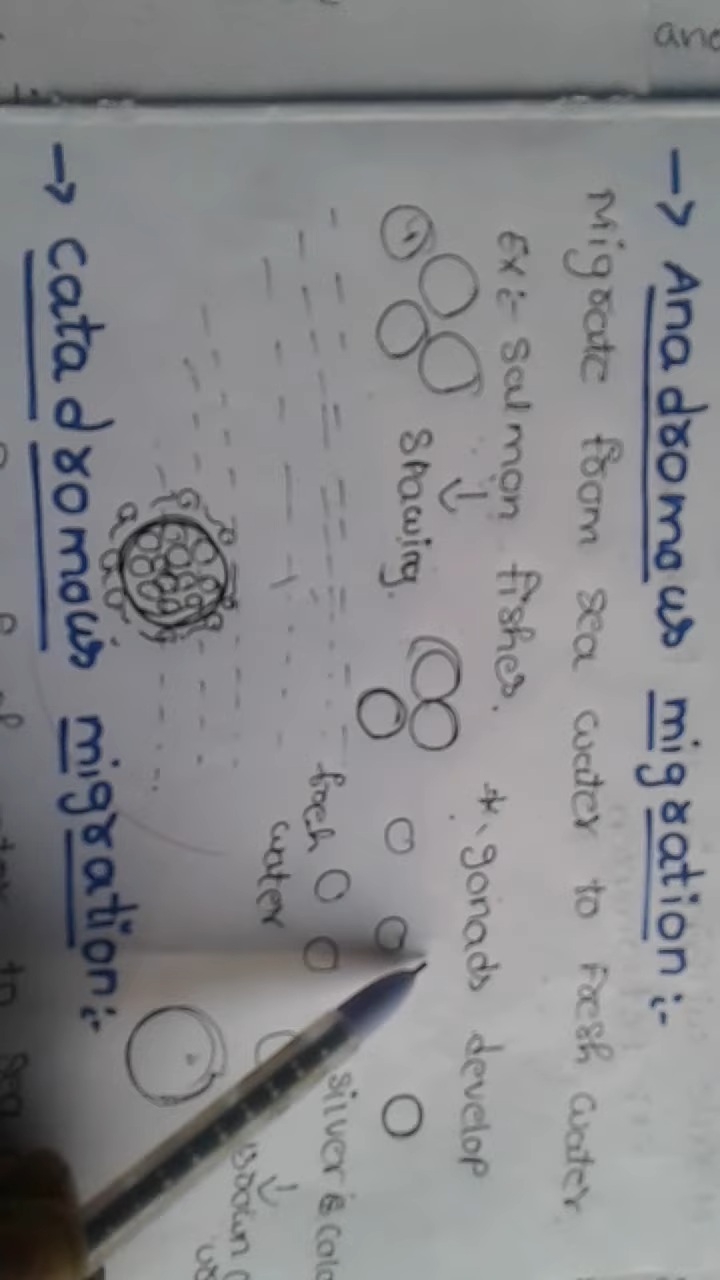 and
→ Anadromous migration :-
Migrate from sea water to Fresh water
Ex:- Salmon fishes. * gonads develop
↓
Spawing.
fresh
water
silver
↓
Brown
→ Catadromous migration :-